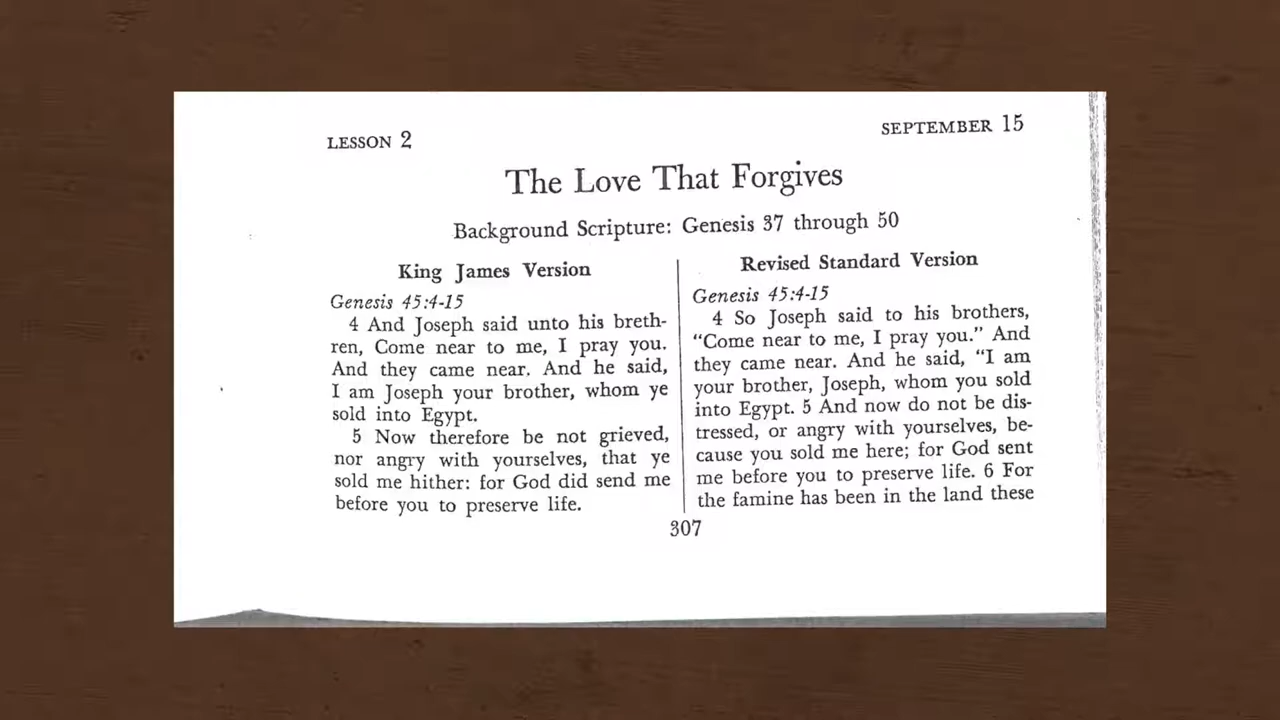 LESSON 2
SEPTEMBER 15
The Love That Forgives
Background Scripture: Genesis 37 through 50
King James Version
Genesis 45:4-15
4 And Joseph said unto his breth-
ren, Come near to me, I pray you.
And they came near. And he said,
I am Joseph your brother, whom ye
sold into Egypt.
5 Now therefore be not grieved,
nor angry with yourselves, that ye
sold me hither: for God did send me
before you to preserve life.
Revised Standard Version
Genesis 45:4-15
4 So Joseph said to his brothers,
“Come near to me, I pray you.” And
they came near. And he said, “I am
your brother, Joseph, whom you sold
into Egypt. 5 And now do not be dis-
tressed, or angry with yourselves, be-
cause you sold me here; for God sent
me before you to preserve life. 6 For
the famine has been in the land these
307